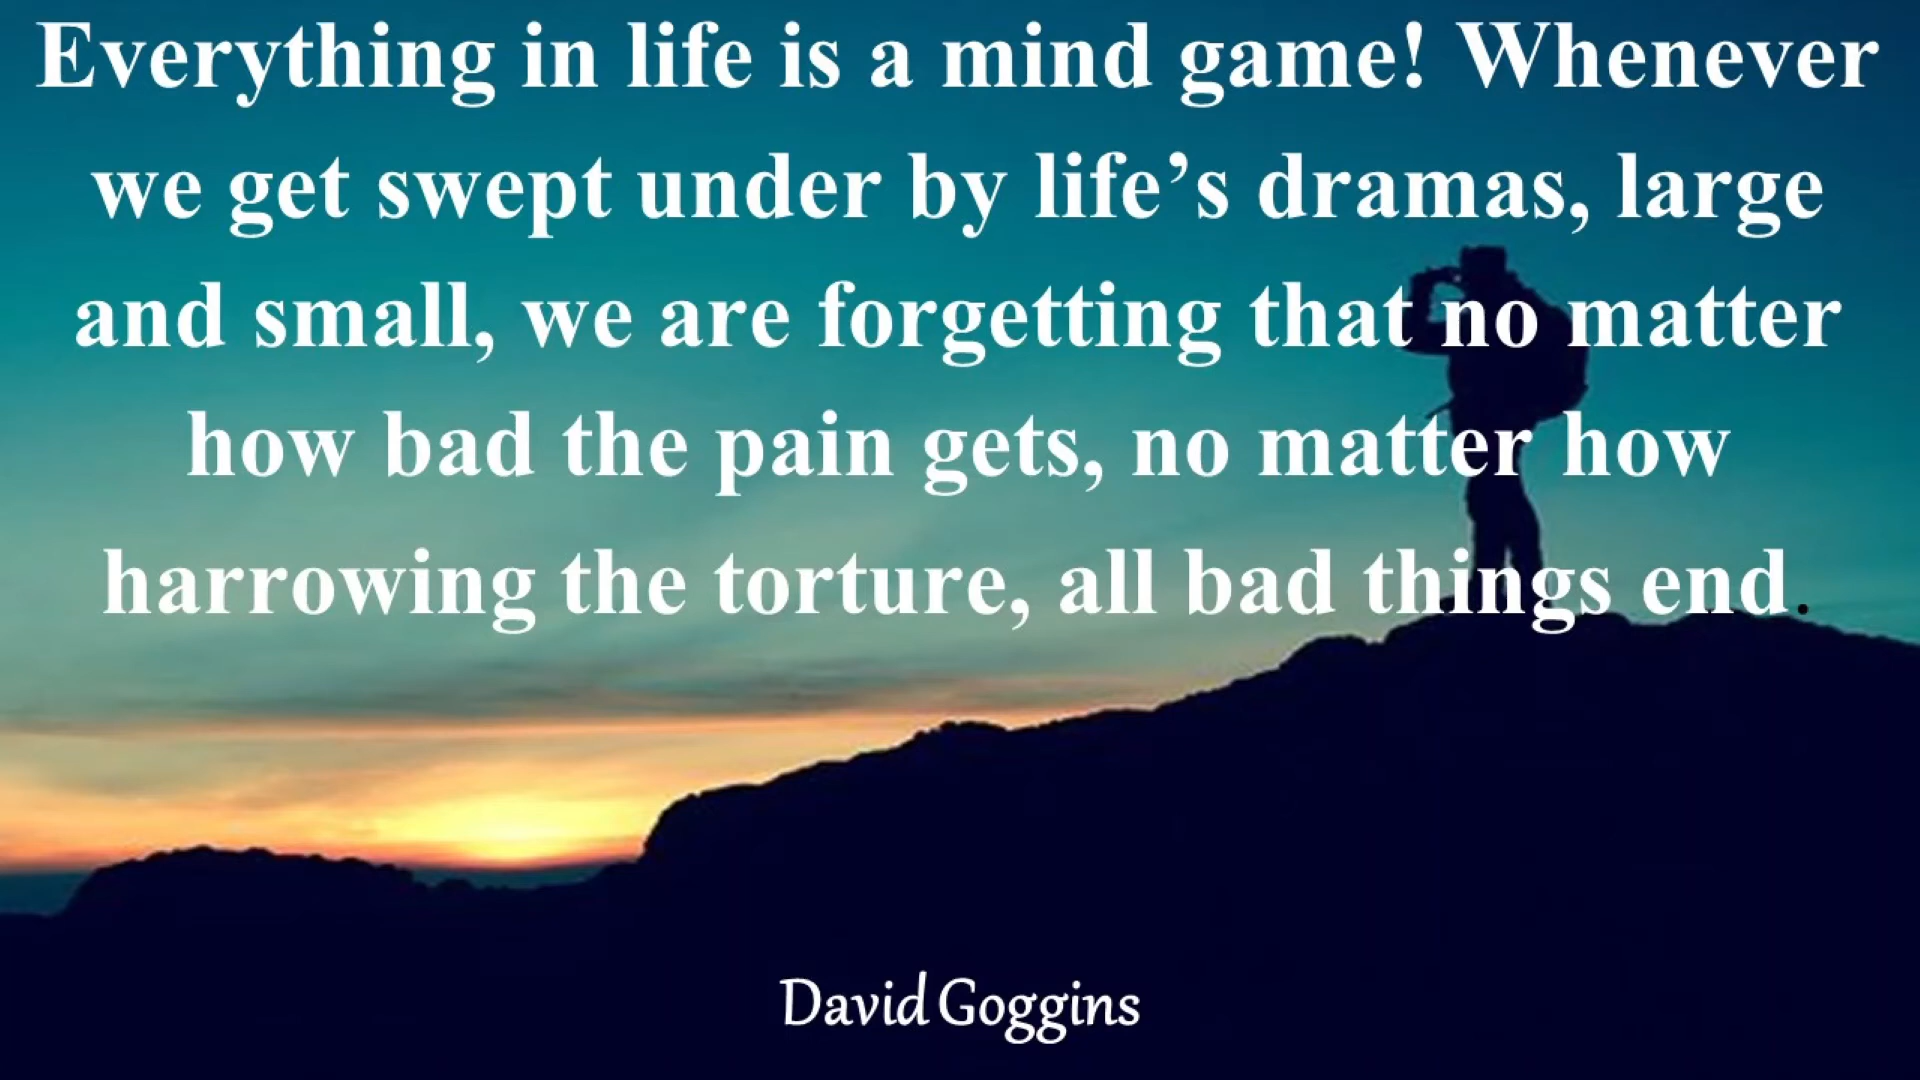 Everything in life is a mind game! Whenever
we get swept under by life’s dramas, large
and small, we are forgetting that no matter
how bad the pain gets, no matter how
harrowing the torture, all bad things end.
David Goggins